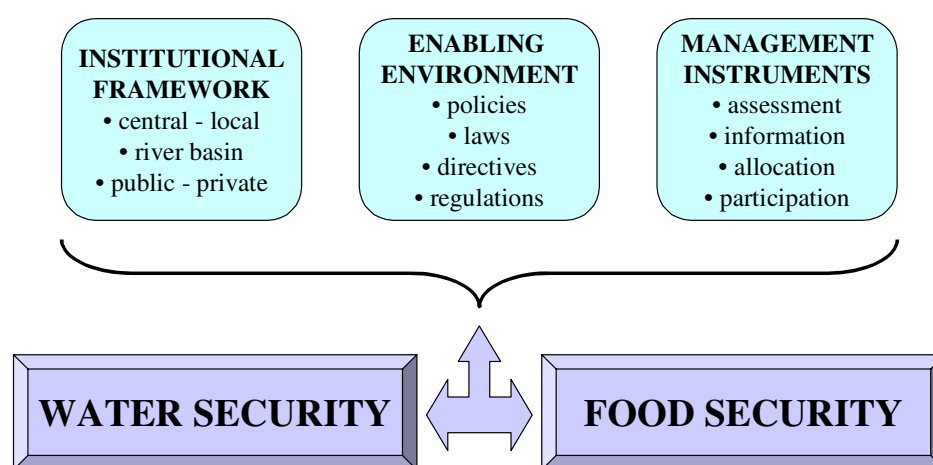 INSTITUTIONAL
FRAMEWORK
• central - local
• river basin
• public - private
ENABLING
ENVIRONMENT
• policies
• laws
• directives
• regulations
MANAGEMENT
INSTRUMENTS
• assessment
• information
• allocation
• participation
WATER SECURITY
FOOD SECURITY